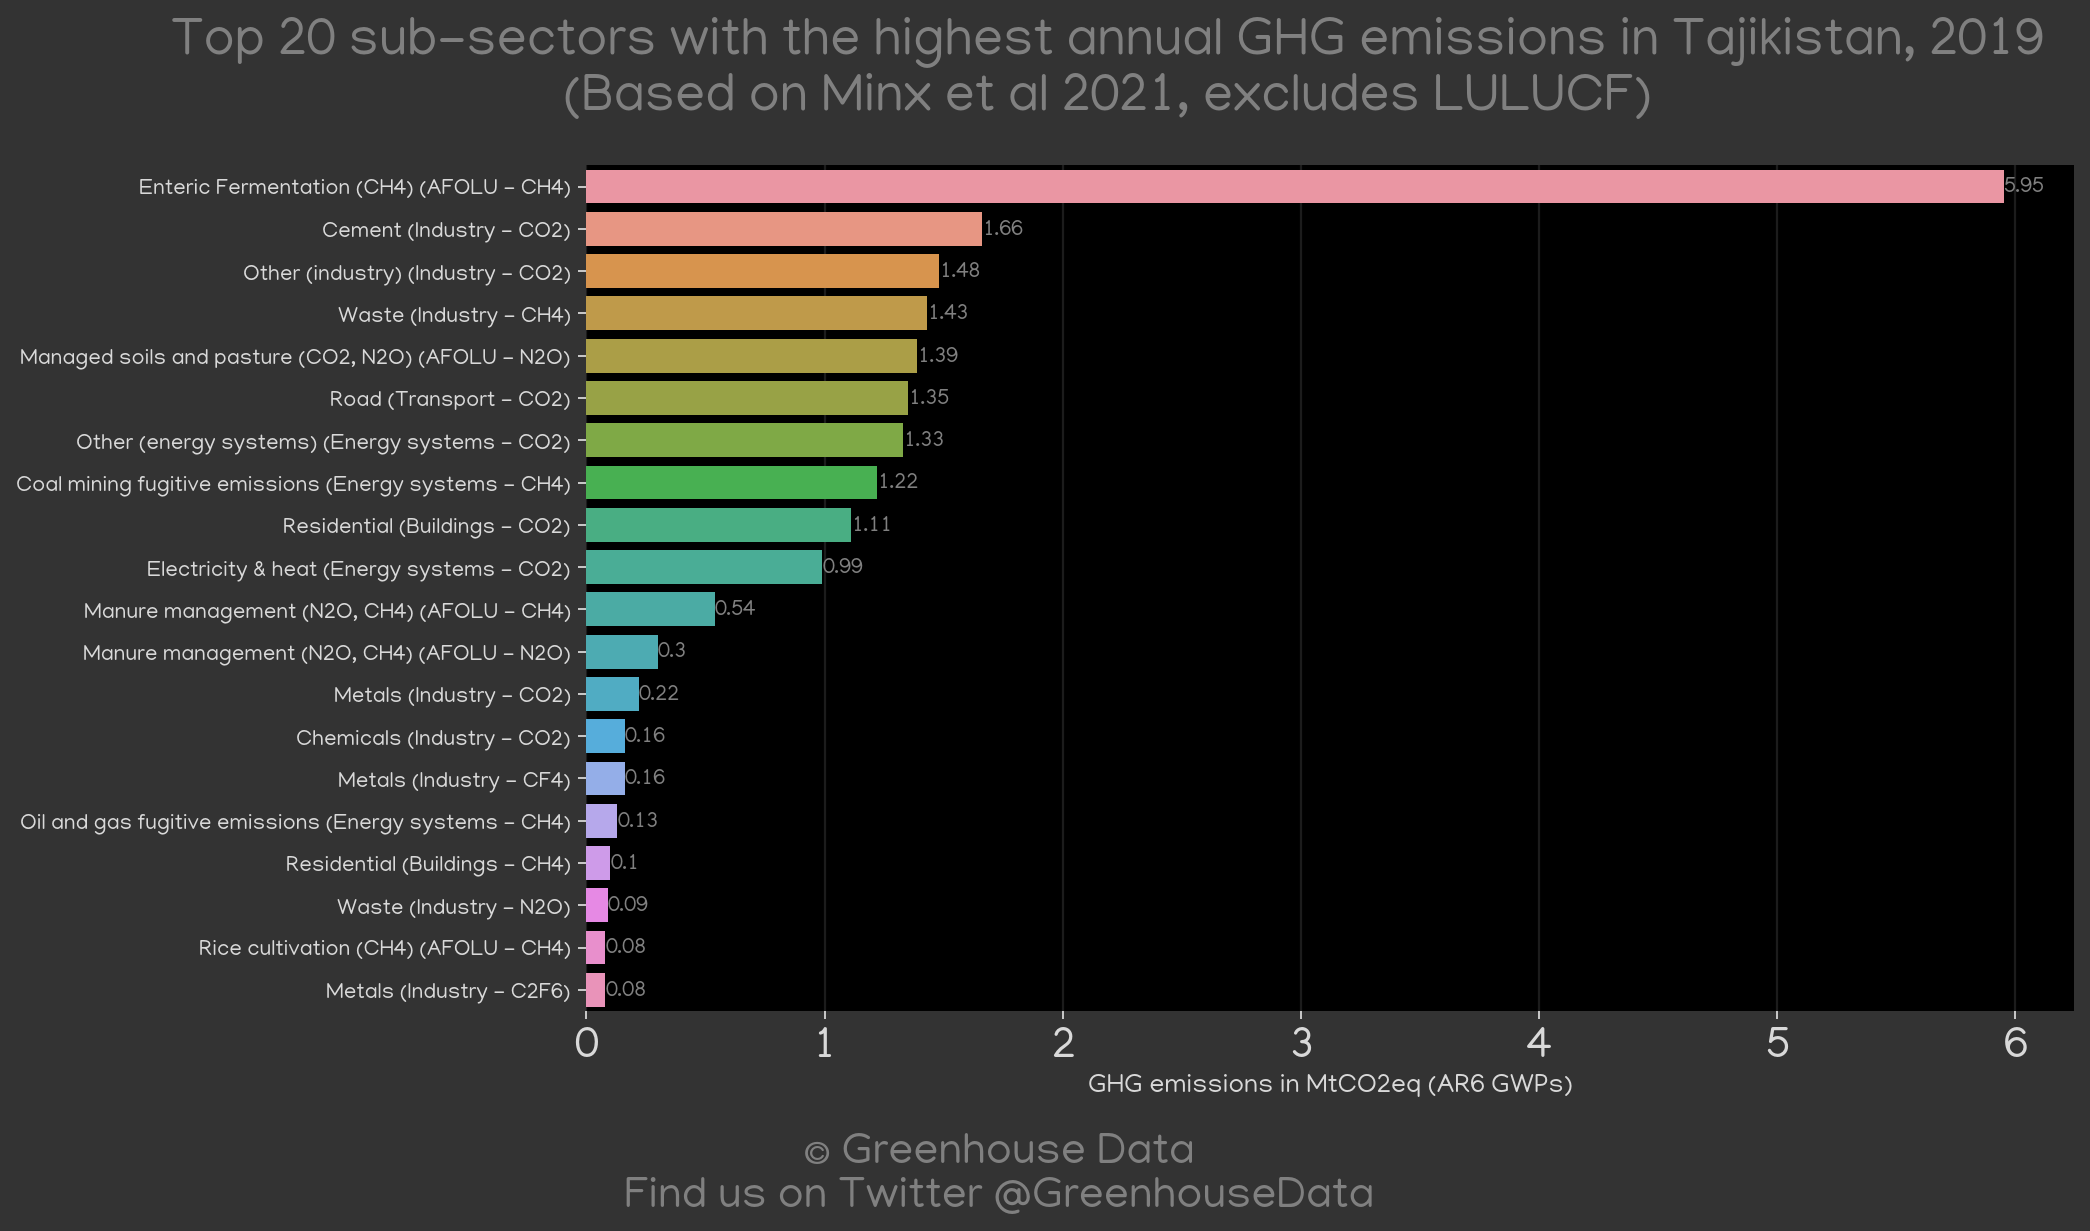 Top 20 sub-sectors with the highest annual GHG emissions in Tajikistan, 2019
(Based on Minx et al 2021, excludes LULUCF)
Enteric Fermentation (CH4) (AFOLU - CH4) 5.95
Cement (Industry - CO2) 1.66
Other (industry) (Industry - CO2) 1.48
Waste (Industry - CH4) 1.43
Managed soils and pasture (CO2, N2O) (AFOLU - N2O) 1.39
Road (Transport - CO2) 1.35
Other (energy systems) (Energy systems - CO2) 1.33
Coal mining fugitive emissions (Energy systems - CH4) 1.22
Residential (Buildings - CO2) 1.11
Electricity & heat (Energy systems - CO2) 0.99
Manure management (N2O, CH4) (AFOLU - CH4) 0.54
Manure management (N2O, CH4) (AFOLU - N2O) 0.3
Metals (Industry - CO2) 0.22
Chemicals (Industry - CO2) 0.16
Metals (Industry - CF4) 0.16
Oil and gas fugitive emissions (Energy systems - CH4) 0.13
Residential (Buildings - CH4) 0.1
Waste (Industry - N2O) 0.09
Rice cultivation (CH4) (AFOLU - CH4) 0.08
Metals (Industry - C2F6) 0.08
0 1 2 3 4 5 6
GHG emissions in MtCO2eq (AR6 GWPs)
© Greenhouse Data
Find us on Twitter @GreenhouseData